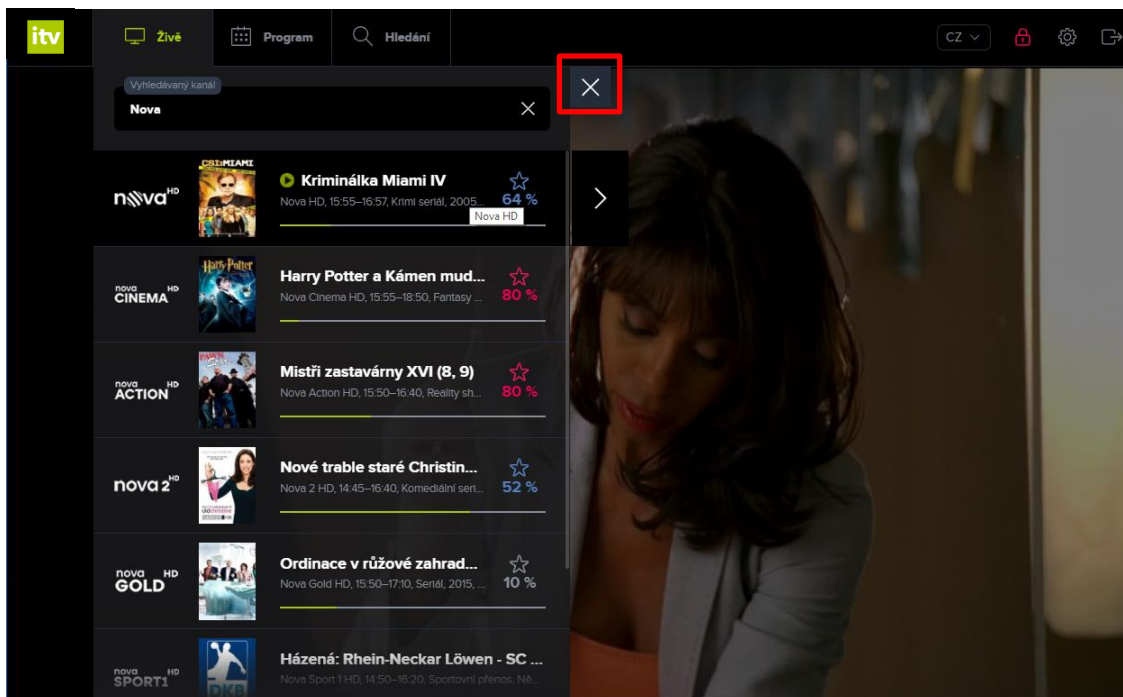 itv
Živě
Program
Hledání
CZ
Vyhledávaný kanál
Nova
nova HD
CSI:MIAMI
Kriminálka Miami IV
Nova HD, 15:55–16:57, Krimi seriál, 2005...
64 %
Nova HD
nova
CINEMA HD
Harry Potter
Harry Potter a Kámen mud...
Nova Cinema HD, 15:55–18:50, Fantasy ...
80 %
nova
ACTION HD
PAWN
Mistři zastavárny XVI (8, 9)
Nova Action HD, 15:50–16:40, Reality sh...
80 %
nova 2 HD
Nové trable staré Christin...
Nova 2 HD, 14:45–16:40, Komediální seri...
52 %
nova
GOLD HD
Ordinace v růžové zahrad...
Nova Gold HD, 15:50–17:10, Seriál, 2015, ...
10 %
nova
SPORT1 HD
DKB
Házená: Rhein-Neckar Löwen - SC ...
Nova Sport 1 HD, 14:50–16:20, Sportovní přenos, Ně...